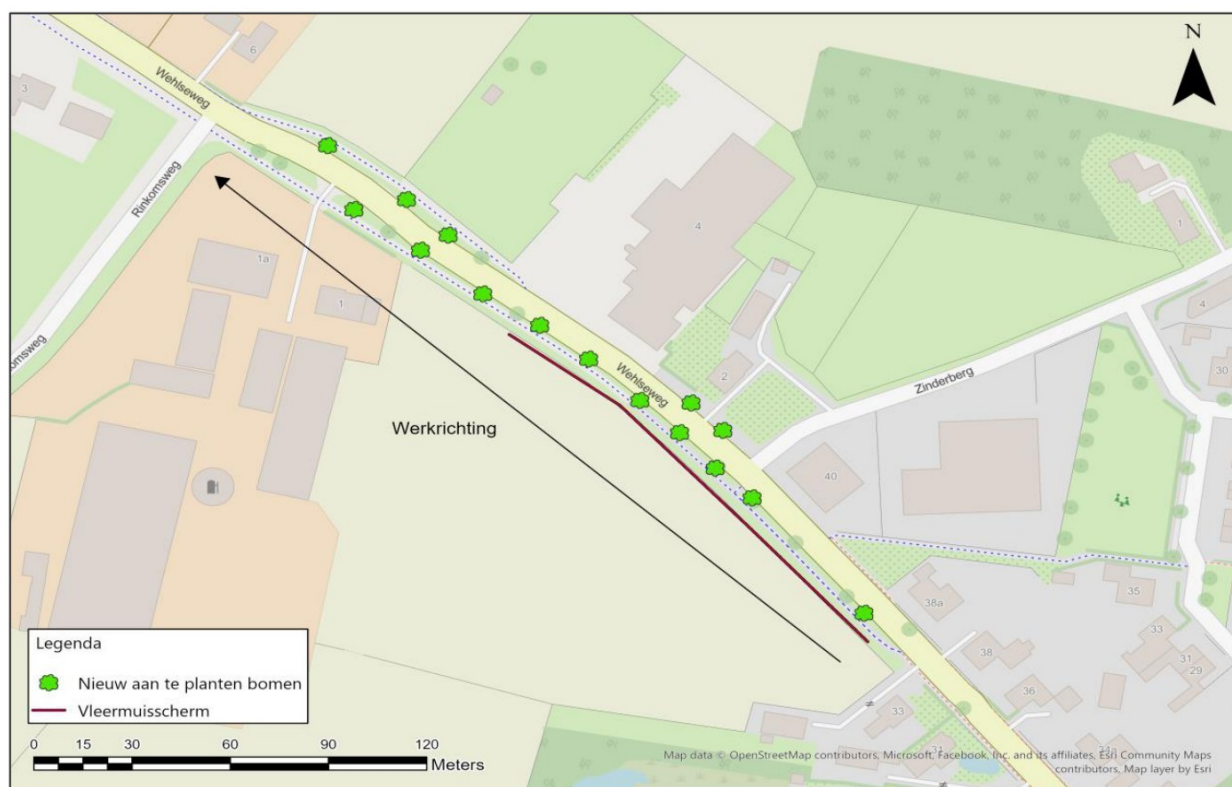 N
6
3
Wehlseweg
Rinkomsweg
4
1
1a
1
omsweg
Wehlseweg
2
Zinderberg
4
30
Werkrichting
40
38a
35
33
31
29
38
36
33
31
34a
Legenda
Nieuw aan te planten bomen
Vleermuisscherm
0 15 30 60 90 120
Meters
Map data © OpenStreetMap contributors, Microsoft, Facebook, Inc. and its affiliates, Esri Community Maps
contributors, Map layer by Esri